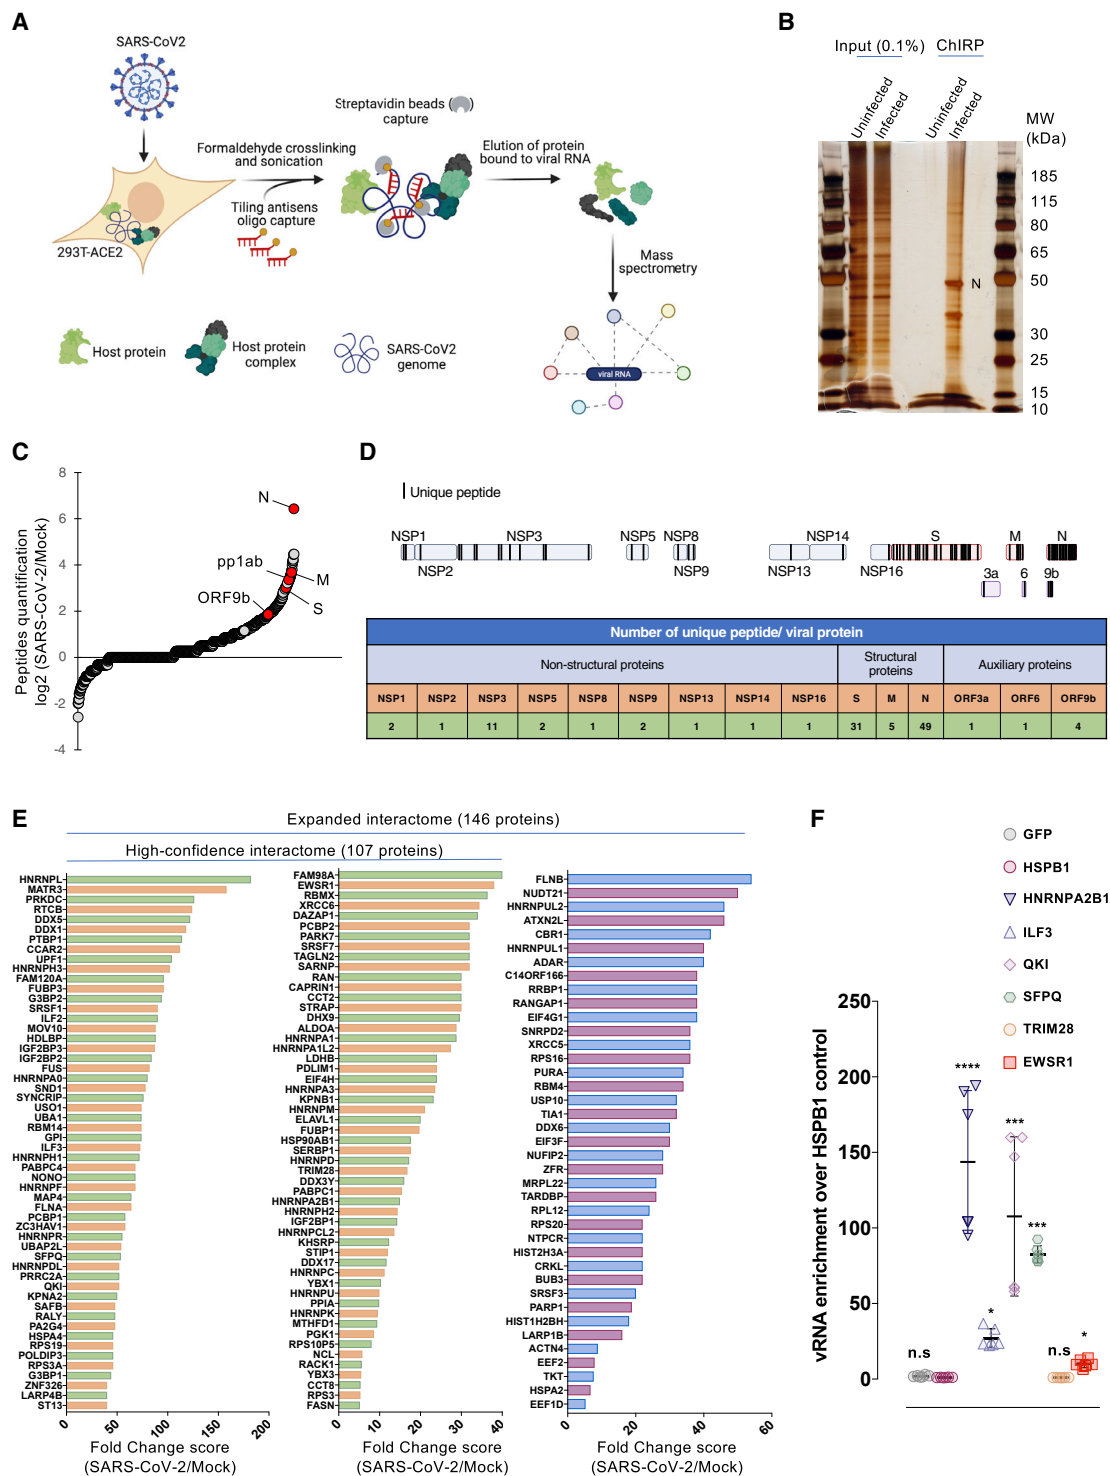 A
SARS-CoV2
Formaldehyde crosslinking
and sonication
Tiling antisens
oligo capture
293T-ACE2
Streptavidin beads ( )
capture
Elution of protein
bound to viral RNA
Mass
spectrometry
viral RNA
Host protein
Host protein
complex
SARS-CoV2
genome
B
Input (0.1%) ChIRP
Uninfected
Infected
Uninfected
Infected
MW
(kDa)
185
115
80
65
50
30
25
15
10
N
C
Peptides quantification
log2 (SARS-CoV-2/Mock)
8
6
4
2
0
-2
-4
N
pp1ab
M
S
ORF9b
D
Unique peptide
NSP1 NSP3 NSP5 NSP8 NSP14 S M N
NSP2 NSP9 NSP13 NSP16 3a 6 9b
Number of unique peptide/ viral protein
Non-structural proteins
Structural
proteins
Auxiliary proteins
NSP1 NSP2 NSP3 NSP5 NSP8 NSP9 NSP13 NSP14 NSP16 S M N ORF3a ORF6 ORF9b
2 1 11 2 1 2 1 1 1 31 5 49 1 1 4
E
Expanded interactome (146 proteins)
High-confidence interactome (107 proteins)
HNRNPL
MATR3
PRKDC
RTCB
DDX5
DDX1
PTBP1
CCAR2
UPF1
HNRNPH3
FAM120A
FUBP3
G3BP2
SRSF1
ILF2
MOV10
HDLBP
IGF2BP3
IGF2BP2
FUS
HNRNPA0
SND1
SYNCRIP
USO1
UBA1
RBM14
GPI
ILF3
HNRNPH1
PABPC4
NONO
HNRNPF
MAP4
FLNA
PCBP1
ZC3HAV1
HNRNPR
UBAP2L
SFPQ
HNRNPDL
PRRC2A
QKI
KPNA2
SAFB
RALY
PA2G4
HSPA4
RPS19
POLDIP3
RPS3A
G3BP1
ZNF326
LARP4B
ST13
0 50 100 150 200
Fold Change score
(SARS-CoV-2/Mock)
FAM98A
EWSR1
RBMX
XRCC6
DAZAP1
PCBP2
PARK7
SRSF7
TAGLN2
SARNP
RAN
CAPRIN1
CCT2
STRAP
DHX9
ALDOA
HNRNPA1
HNRNPA1L2
LDHB
PDLIM1
EIF4H
HNRNPA3
KPNB1
HNRNPM
ELAVL1
FUBP1
HSP90AB1
SERBP1
HNRNPD
TRIM28
DDX3Y
PABPC1
HNRNPA2B1
HNRNPH2
IGF2BP1
HNRNPCL2
KHSRP
STIP1
DDX17
HNRNPC
YBX1
HNRNPU
PPIA
HNRNPK
MTHFD1
PGK1
RPS10P5
NCL
RACK1
YBX3
CCT8
RPS3
FASN
0 10 20 30 40
Fold Change score
(SARS-CoV-2/Mock)
FLNB
NUDT21
HNRNPUL2
ATXN2L
CBR1
HNRNPUL1
ADAR
C14ORF166
RRBP1
RANGAP1
EIF4G1
SNRPD2
XRCC5
RPS16
PURA
RBM4
USP10
TIA1
DDX6
EIF3F
NUFIP2
ZFR
MRPL22
TARDBP
RPL12
RPS20
NTPCR
HIST2H3A
CRKL
BUB3
SRSF3
PARP1
HIST1H2BH
LARP1B
ACTN4
EEF2
TKT
HSPA2
EEF1D
0 20 40 60
Fold Change score
(SARS-CoV-2/Mock)
F
GFP
HSPB1
HNRNPA2B1
ILF3
QKI
SFPQ
TRIM28
EWSR1
vRNA enrichment over HSPB1 control
250
200
150
100
50
0
n.s
****
*
***
***
n.s
*